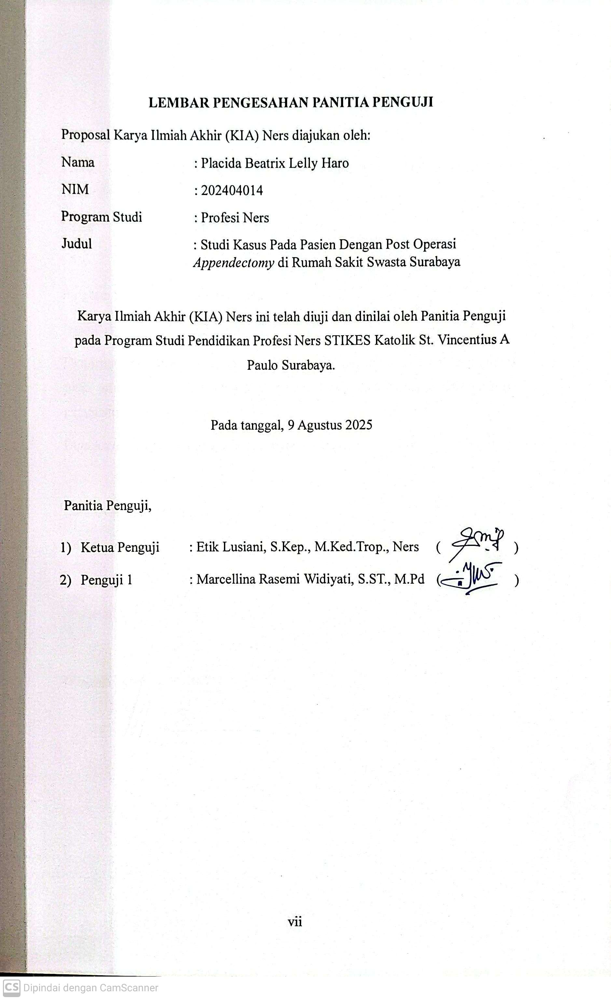 LEMBAR PENGESAHAN PANITIA PENGUJI
Proposal Karya Ilmiah Akhir (KIA) Ners diajukan oleh:
Nama : Placida Beatrix Lelly Haro
NIM : 202404014
Program Studi : Profesi Ners
Judul : Studi Kasus Pada Pasien Dengan Post Operasi
Appendectomy di Rumah Sakit Swasta Surabaya
Karya Ilmiah Akhir (KIA) Ners ini telah diuji dan dinilai oleh Panitia Penguji
pada Program Studi Pendidikan Profesi Ners STIKES Katolik St. Vincentius A
Paulo Surabaya.
Pada tanggal, 9 Agustus 2025
Panitia Penguji,
1) Ketua Penguji : Etik Lusiani, S.Kep., M.Ked.Trop., Ners ( )
2) Penguji 1 : Marcellina Rasemi Widiyati, S.ST., M.Pd ( )
vii
CS Dipindai dengan CamScanner